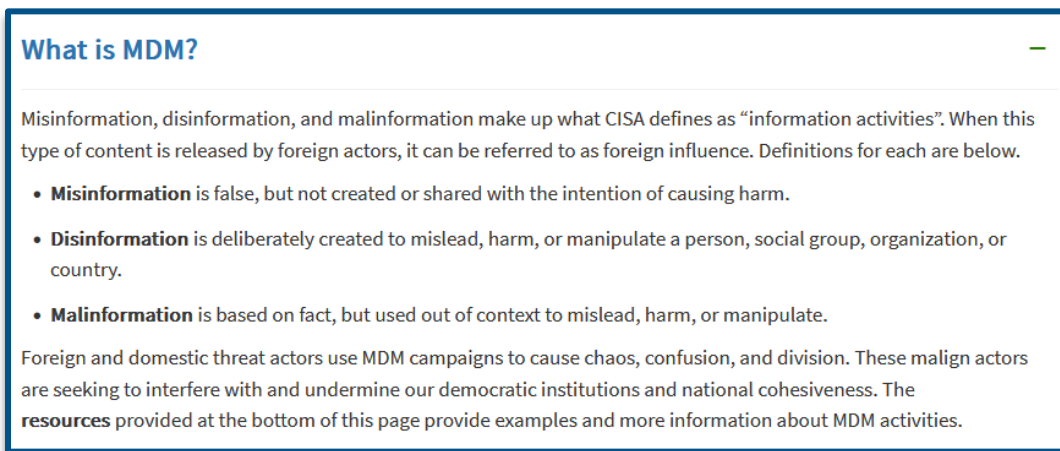 What is MDM?
Misinformation, disinformation, and malinformation make up what CISA defines as “information activities”. When this
type of content is released by foreign actors, it can be referred to as foreign influence. Definitions for each are below.
• Misinformation is false, but not created or shared with the intention of causing harm.
• Disinformation is deliberately created to mislead, harm, or manipulate a person, social group, organization, or
country.
• Malinformation is based on fact, but used out of context to mislead, harm, or manipulate.
Foreign and domestic threat actors use MDM campaigns to cause chaos, confusion, and division. These malign actors
are seeking to interfere with and undermine our democratic institutions and national cohesiveness. The
resources provided at the bottom of this page provide examples and more information about MDM activities.